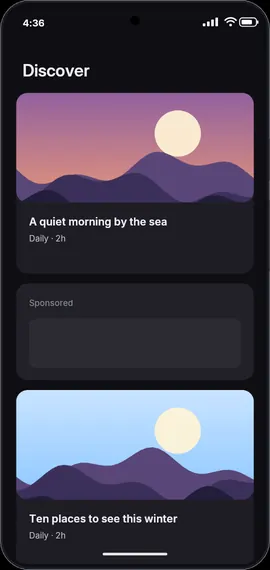 4:36
Discover
A quiet morning by the sea
Daily · 2h
Sponsored
Ten places to see this winter
Daily · 2h